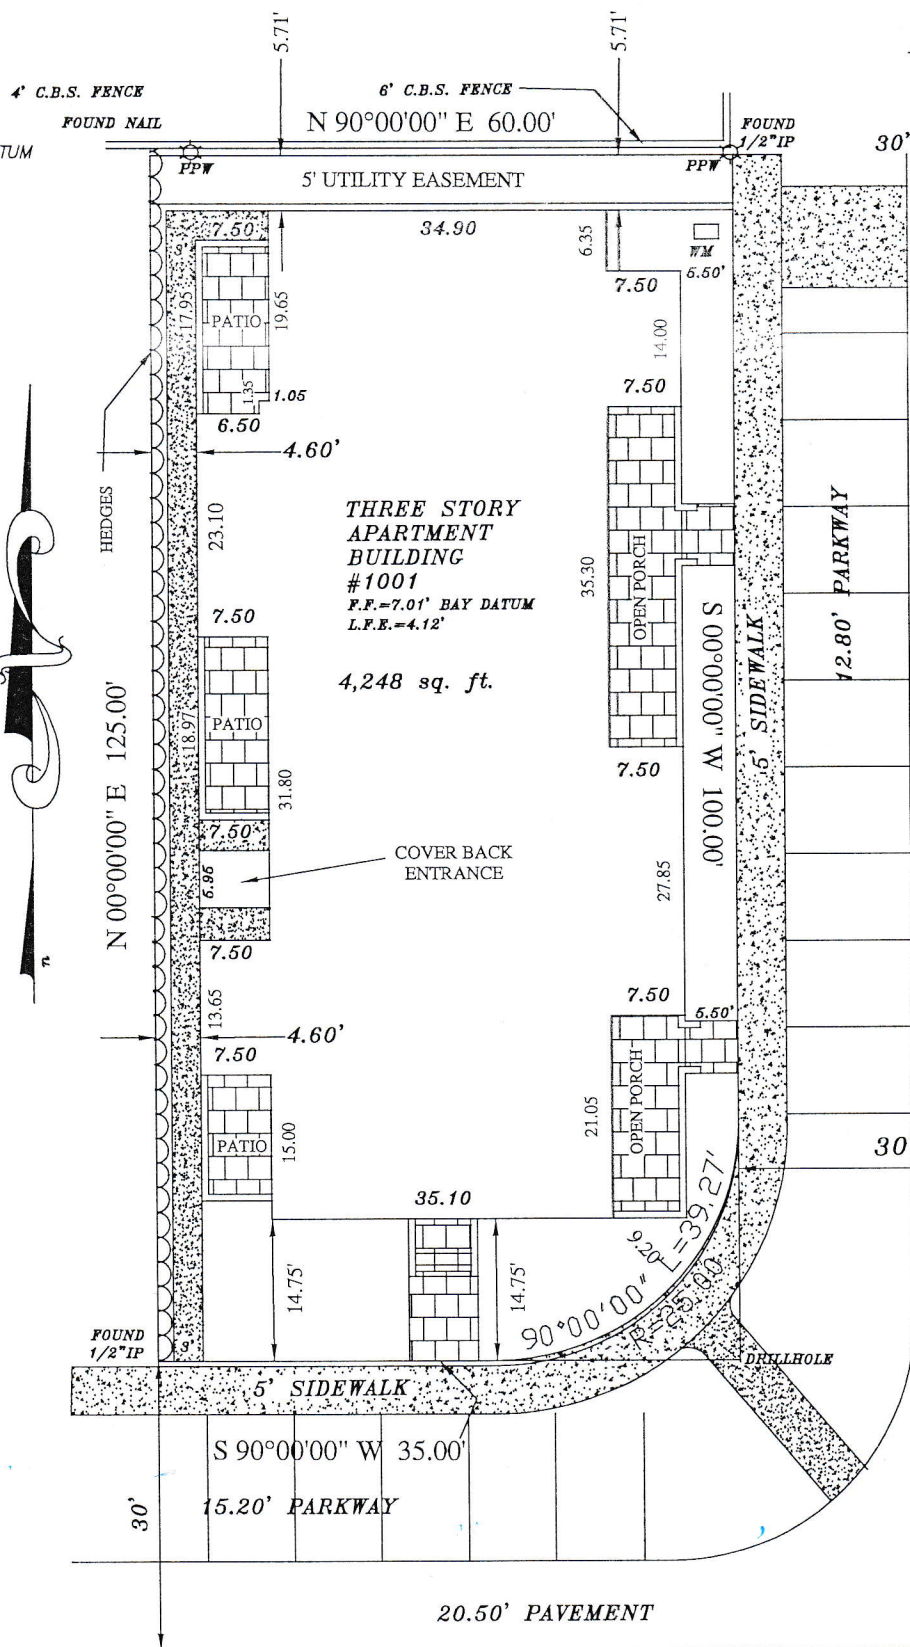 5.71'
5.71'
4' C.B.S. FENCE
6' C.B.S. FENCE
FOUND NAIL
N 90°00'00" E 60.00'
FOUND
1/2"IP
30'
TUM
PPW
PPW
5' UTILITY EASEMENT
7.50
34.90
6.35
WM
5.50'
3'
17.95
PATIO
19.65
7.50
14.00
1.35
1.05
7.50
6.50
4.60'
HEDGES
23.10
THREE STORY
APARTMENT
BUILDING
#1001
F.F.=7.01' BAY DATUM
L.F.E.=4.12'
4,248 sq. ft.
35.30
OPEN PORCH
12.80' PARKWAY
7.50
S 00°00'00" W 100.00'
5' SIDEWALK
N 00°00'00" E 125.00'
18.97
PATIO
31.80
7.50
7.50
COVER BACK
ENTRANCE
5.95
27.85
7.50
n
13.65
7.50
5.50'
4.60'
7.50
PATIO
15.00
21.05
OPEN PORCH
30
35.10
9.20
L=39.27'
14.75'
14.75'
90°00'00"
R=25.00
FOUND
1/2"IP
3'
DRILLHOLE
5' SIDEWALK
S 90°00'00" W 35.00'
30'
15.20' PARKWAY
20.50' PAVEMENT